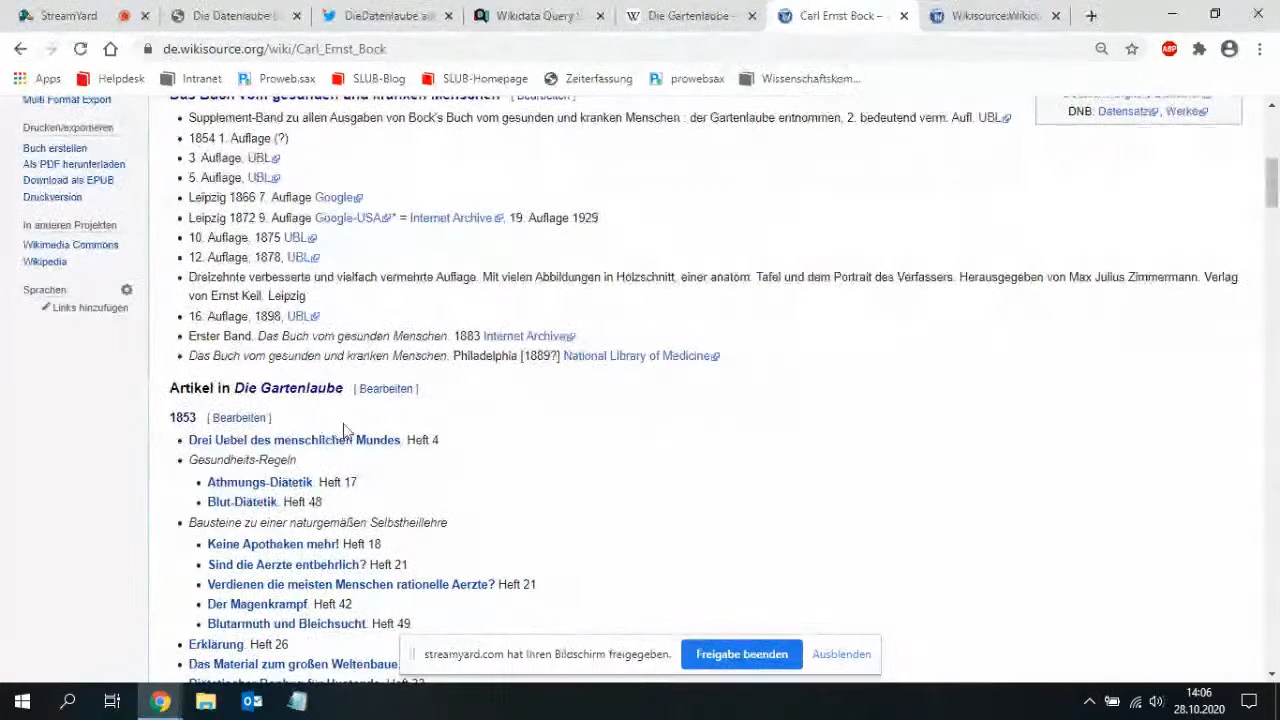 StreamYard
Die Datenlaube (
DieDatenlaube au
Wikidata Query S
Die Gartenlaube –
Carl Ernst Bock –
Wikisource:Wikid
de.wikisource.org/wiki/Carl_Ernst_Bock
Apps Helpdesk Intranet Proweb.sax SLUB-Blog SLUB-Homepage Zeiterfassung prowebsax Wissenschaftskom...
Multi Format Export
Drucken/exportieren
Buch erstellen
Als PDF herunterladen
Download als EPUB
Druckversion
In anderen Projekten
Wikimedia Commons
Wikipedia
Sprachen
Links hinzufügen
Das Buch vom gesunden und kranken Menschen [ Bearbeiten ]
DNB: Datensatz, Werke
• Supplement-Band zu allen Ausgaben von Bock's Buch vom gesunden und kranken Menschen : der Gartenlaube entnommen, 2. bedeutend verm. Aufl. UBL
• 1854 1. Auflage (?)
• 3. Auflage, UBL
• 5. Auflage, UBL
• Leipzig 1866 7. Auflage Google
• Leipzig 1872 9. Auflage Google-USA* = Internet Archive, 19. Auflage 1929
• 10. Auflage, 1875 UBL
• 12. Auflage, 1878, UBL
• Dreizehnte verbesserte und vielfach vermehrte Auflage. Mit vielen Abbildungen in Holzschnitt, einer anatom. Tafel und dem Portrait des Verfassers. Herausgegeben von Max Julius Zimmermann. Verlag
von Ernst Keil, Leipzig
• 16. Auflage, 1898, UBL
• Erster Band. Das Buch vom gesunden Menschen. 1883 Internet Archive
• Das Buch vom gesunden und kranken Menschen. Philadelphia [1889?] National Library of Medicine
Artikel in Die Gartenlaube [ Bearbeiten ]
1853 [ Bearbeiten ]
• Drei Uebel des menschlichen Mundes. Heft 4
• Gesundheits-Regeln
• Athmungs-Diätetik. Heft 17
• Blut-Diätetik. Heft 48
• Bausteine zu einer naturgemäßen Selbstheillehre
• Keine Apotheken mehr! Heft 18
• Sind die Aerzte entbehrlich? Heft 21
• Verdienen die meisten Menschen rationelle Aerzte? Heft 21
• Der Magenkrampf. Heft 42
• Blutarmuth und Bleichsucht. Heft 49
• Erklärung. Heft 26
• Das Material zum großen Weltenbaue.
streamyard.com hat Ihren Bildschirm freigegeben.
Freigabe beenden
Ausblenden
14:06
28.10.2020